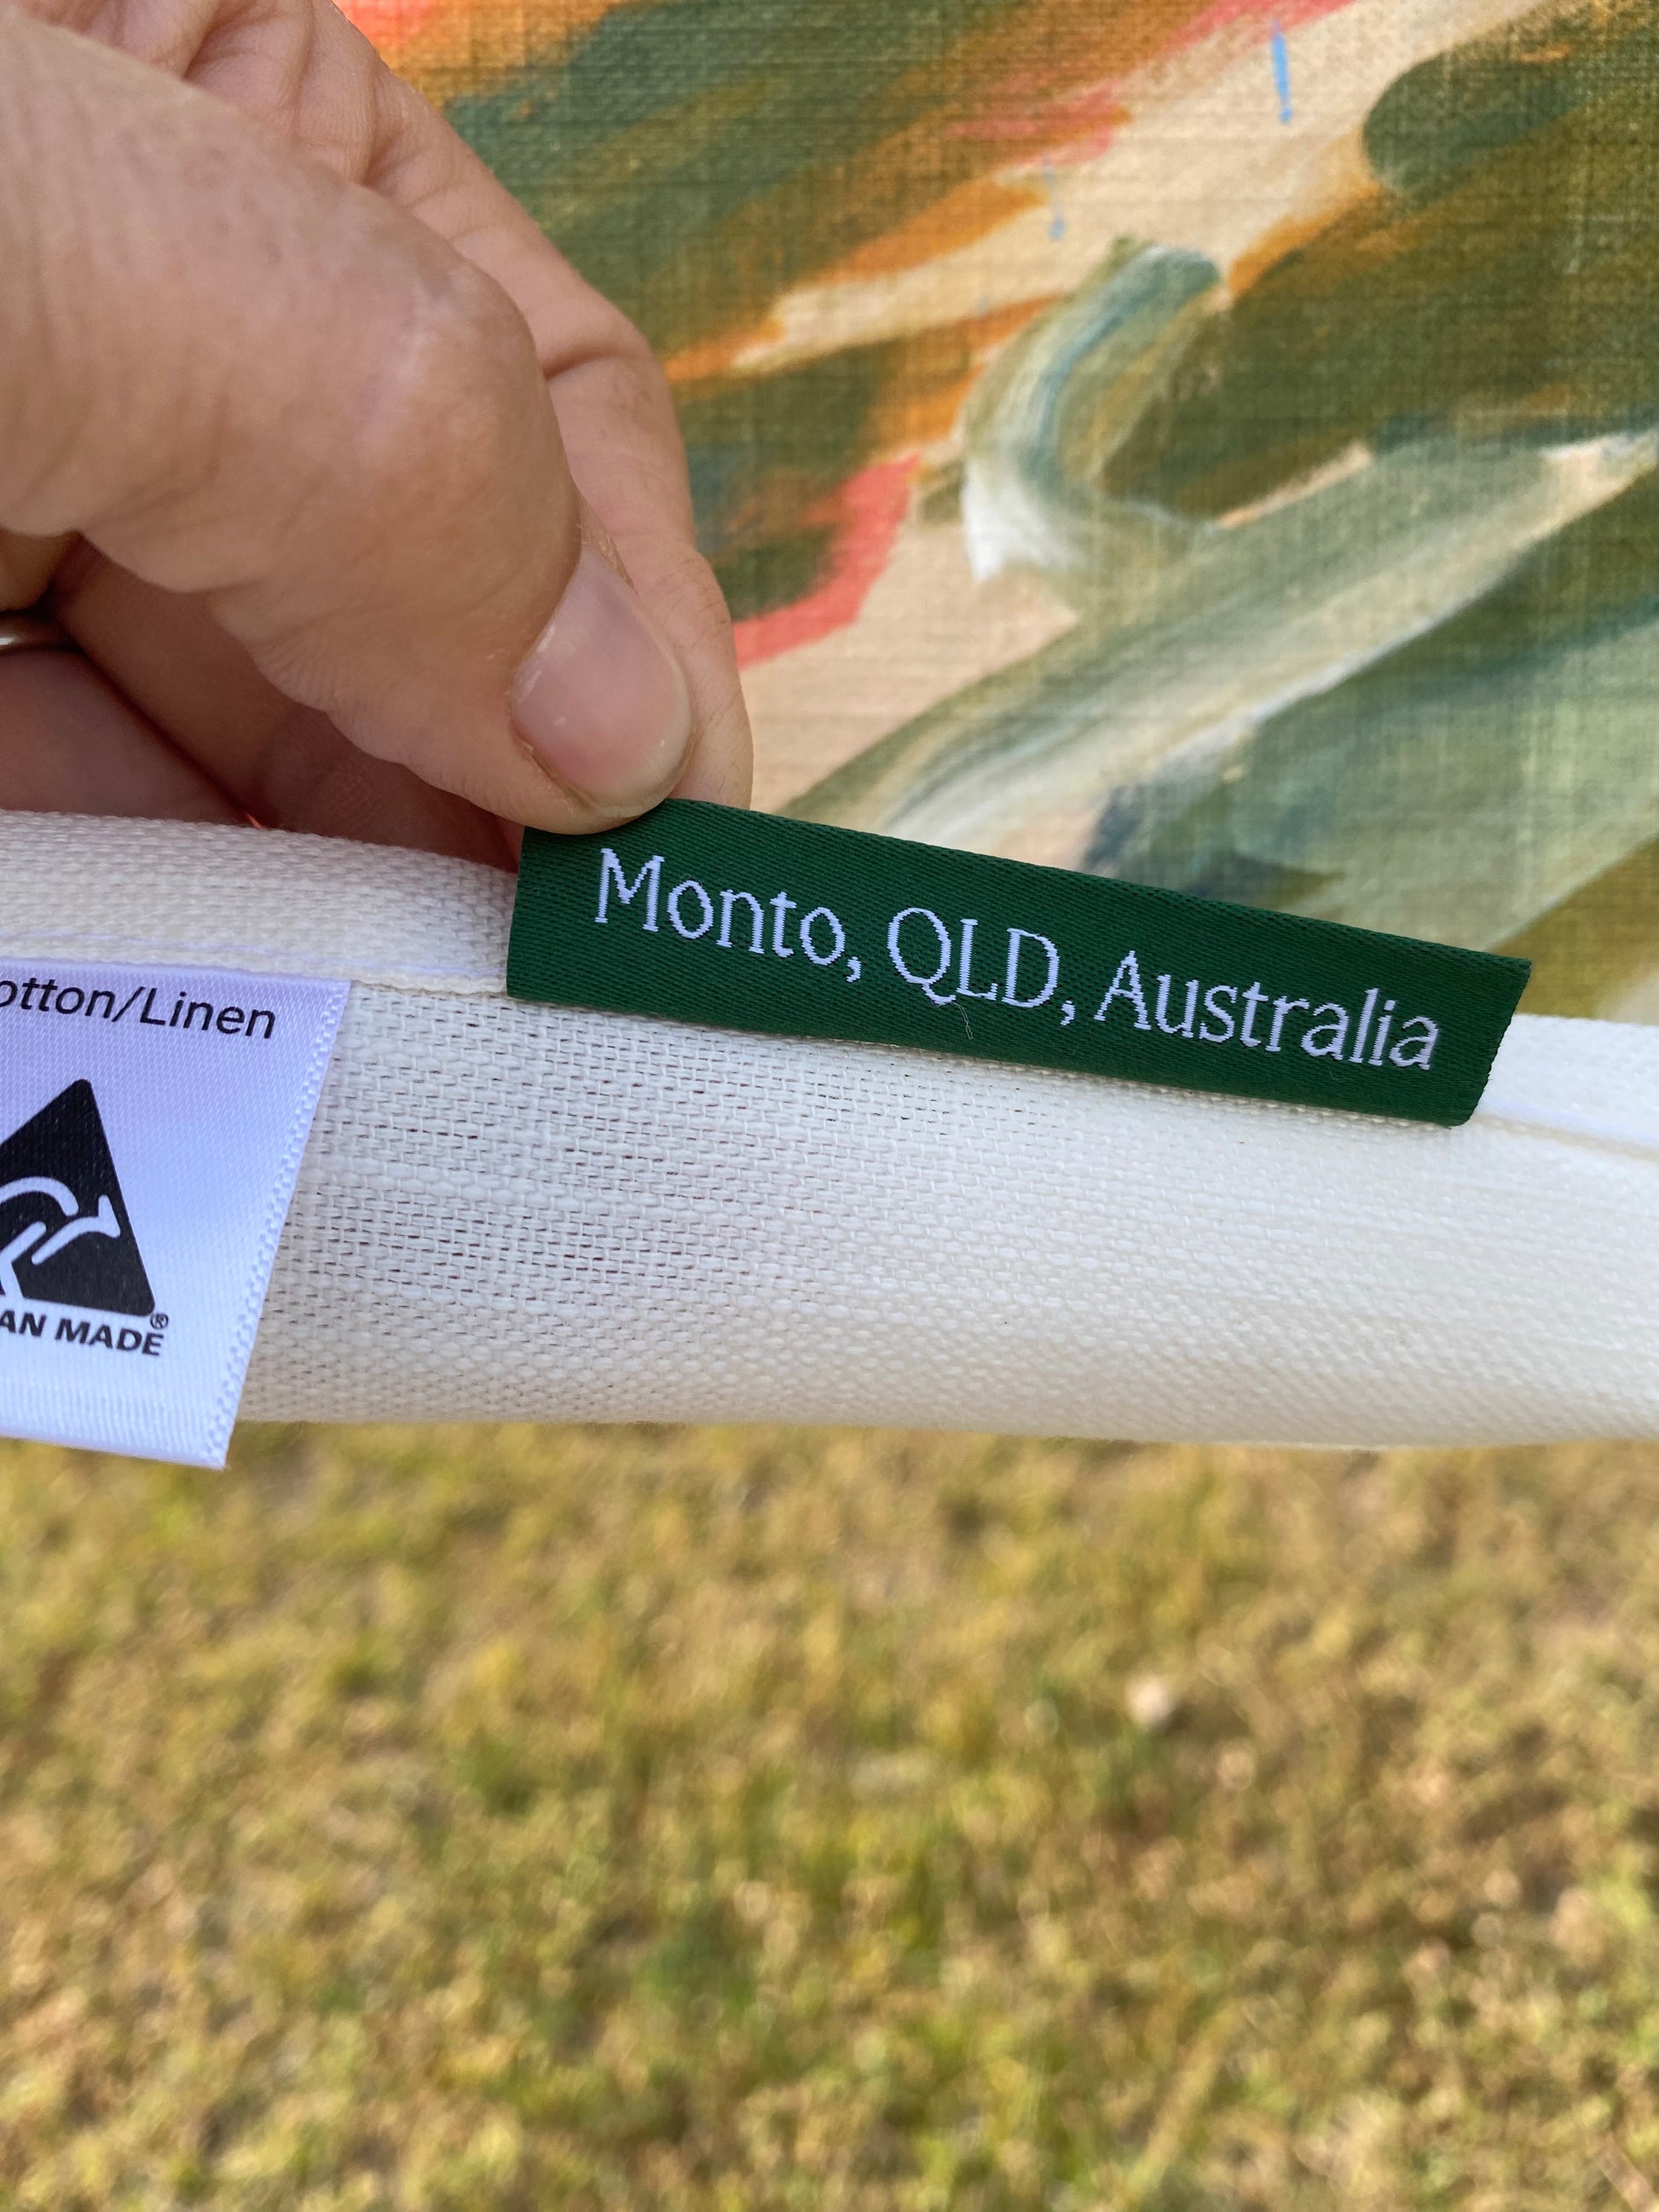 Monto, QLD, Australia
otton/Linen
®
AN MADE